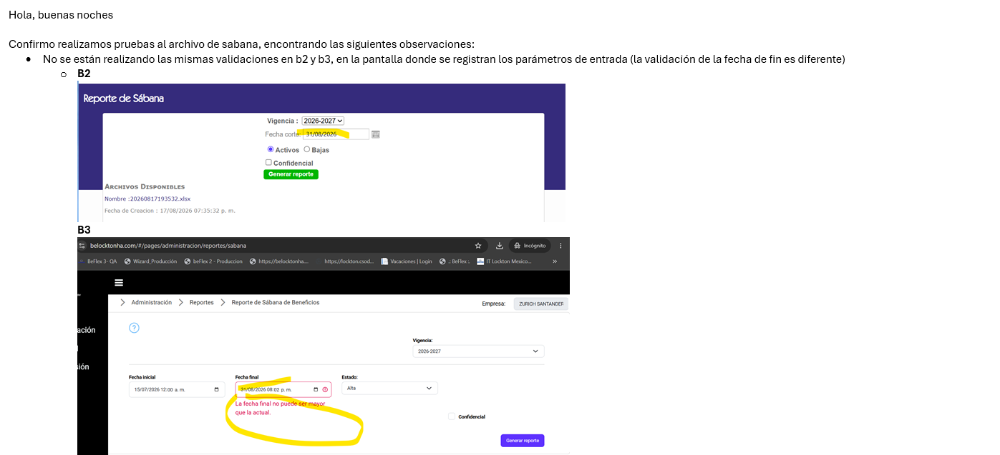 Hola, buenas noches
Confirmo realizamos pruebas al archivo de sabana, encontrando las siguientes observaciones:
• No se están realizando las mismas validaciones en b2 y b3, en la pantalla donde se registran los parámetros de entrada (la validación de la fecha de fin es diferente)
o B2
Reporte de Sábana
Vigencia : 2026-2027
Fecha corte: 31/08/2026
Activos Bajas
Confidencial
Generar reporte
ARCHIVOS DISPONIBLES
Nombre :20260817193532.xlsx
Fecha de Creacion : 17/08/2026 07:35:32 p. m.
B3
belocktonha.com/#/pages/administracion/reportes/sabana Incógnito
BeFlex 3- QA Wizard_Producción beFlex 2 - Produccion https://belocktonha.... https://lockton.csod... Vacaciones | Login .: BeFlex :. IT Lockton Mexico... »
Administración Reportes Reporte de Sábana de Beneficios Empresa: ZURICH SANTANDER
ación
?
Vigencia:
2026-2027
sión
Fecha inicial Fecha final Estado:
15/07/2026 12:00 a. m. 31/08/2026 08:02 p. m. Alta
La fecha final no puede ser mayor
que la actual.
Confidencial
Generar reporte